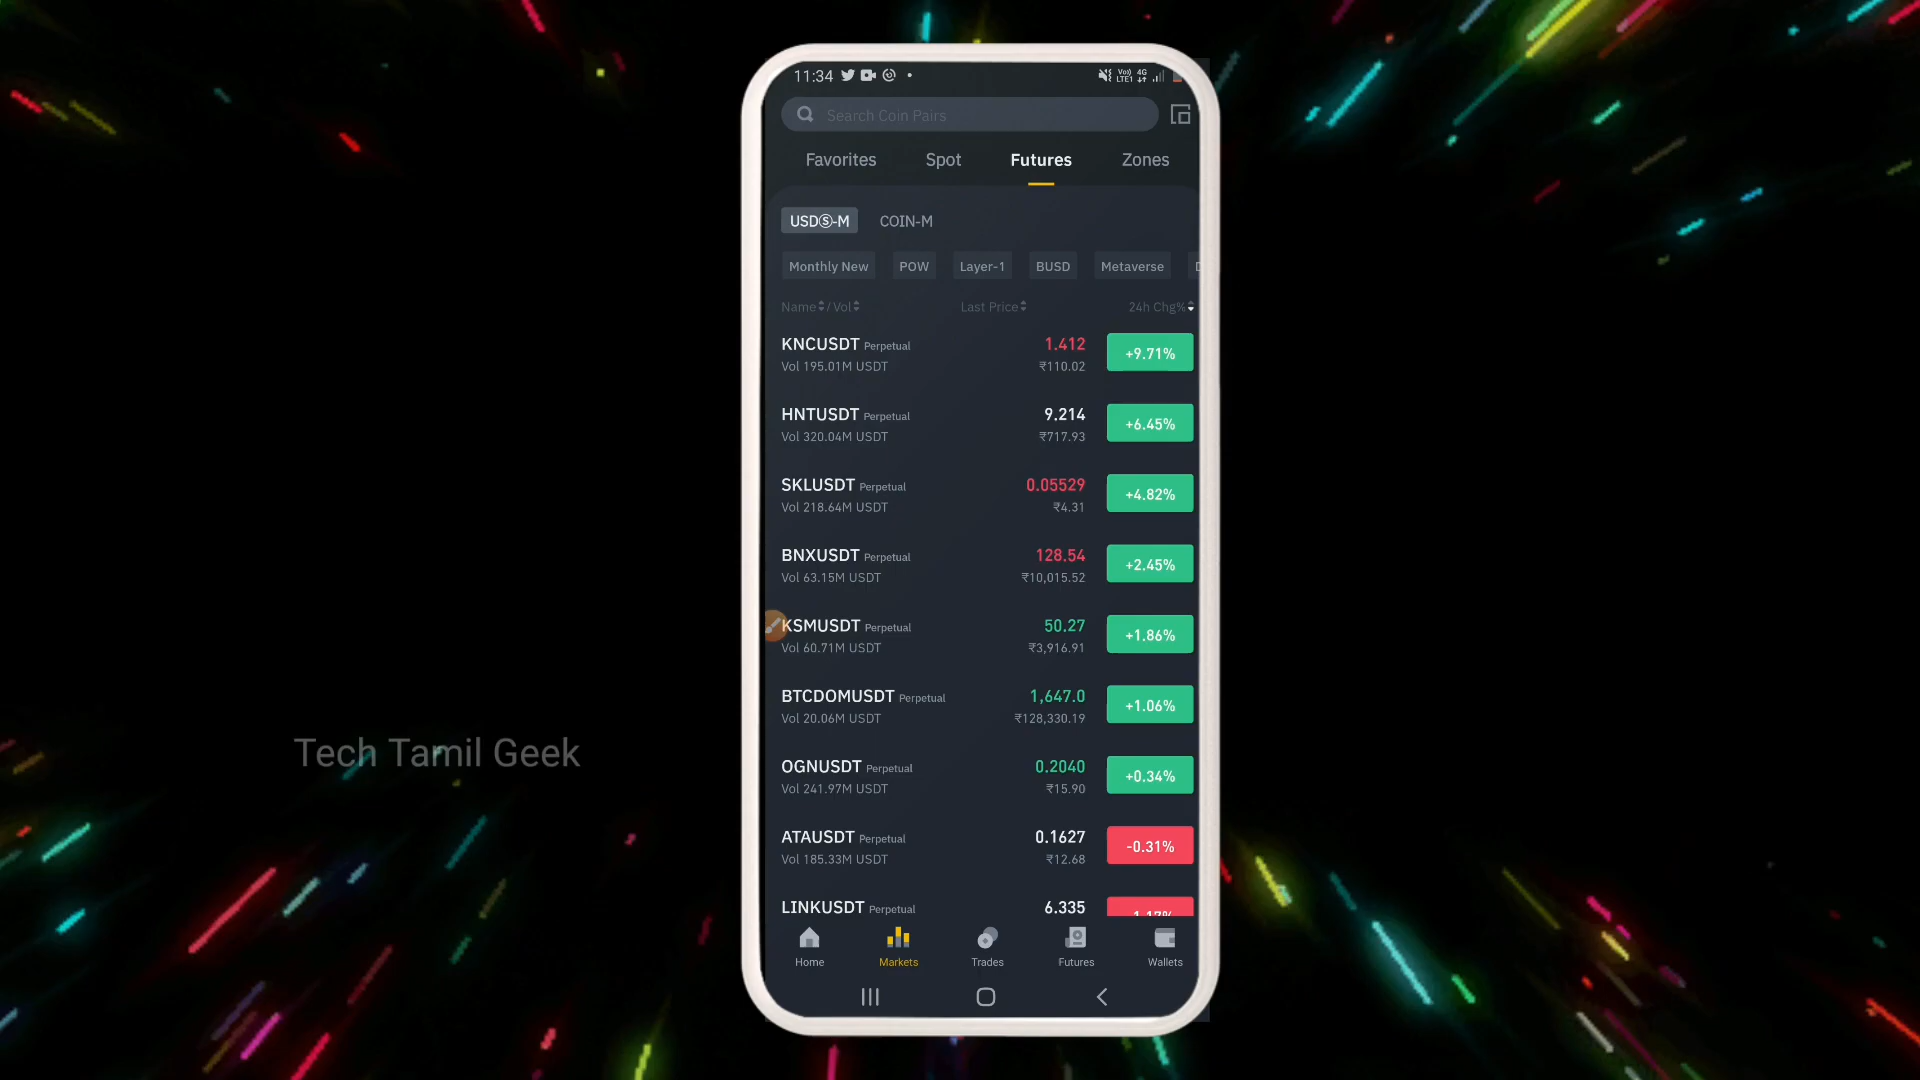 11:34
Vo))
LTE1
4G
Search Coin Pairs
Favorites Spot Futures Zones
USDⓈ-M COIN-M
Monthly New POW Layer-1 BUSD Metaverse
Name / Vol Last Price 24h Chg%
KNCUSDT Perpetual 1.412 +9.71%
Vol 195.01M USDT ₹110.02
HNTUSDT Perpetual 9.214 +6.45%
Vol 320.04M USDT ₹717.93
SKLUSDT Perpetual 0.05529 +4.82%
Vol 218.64M USDT ₹4.31
BNXUSDT Perpetual 128.54 +2.45%
Vol 63.15M USDT ₹10,015.52
KSMUSDT Perpetual 50.27 +1.86%
Vol 60.71M USDT ₹3,916.91
BTCDOMUSDT Perpetual 1,647.0 +1.06%
Vol 20.06M USDT ₹128,330.19
OGNUSDT Perpetual 0.2040 +0.34%
Vol 241.97M USDT ₹15.90
ATAUSDT Perpetual 0.1627 -0.31%
Vol 185.33M USDT ₹12.68
LINKUSDT Perpetual 6.335
Home Markets Trades Futures Wallets
Tech Tamil Geek